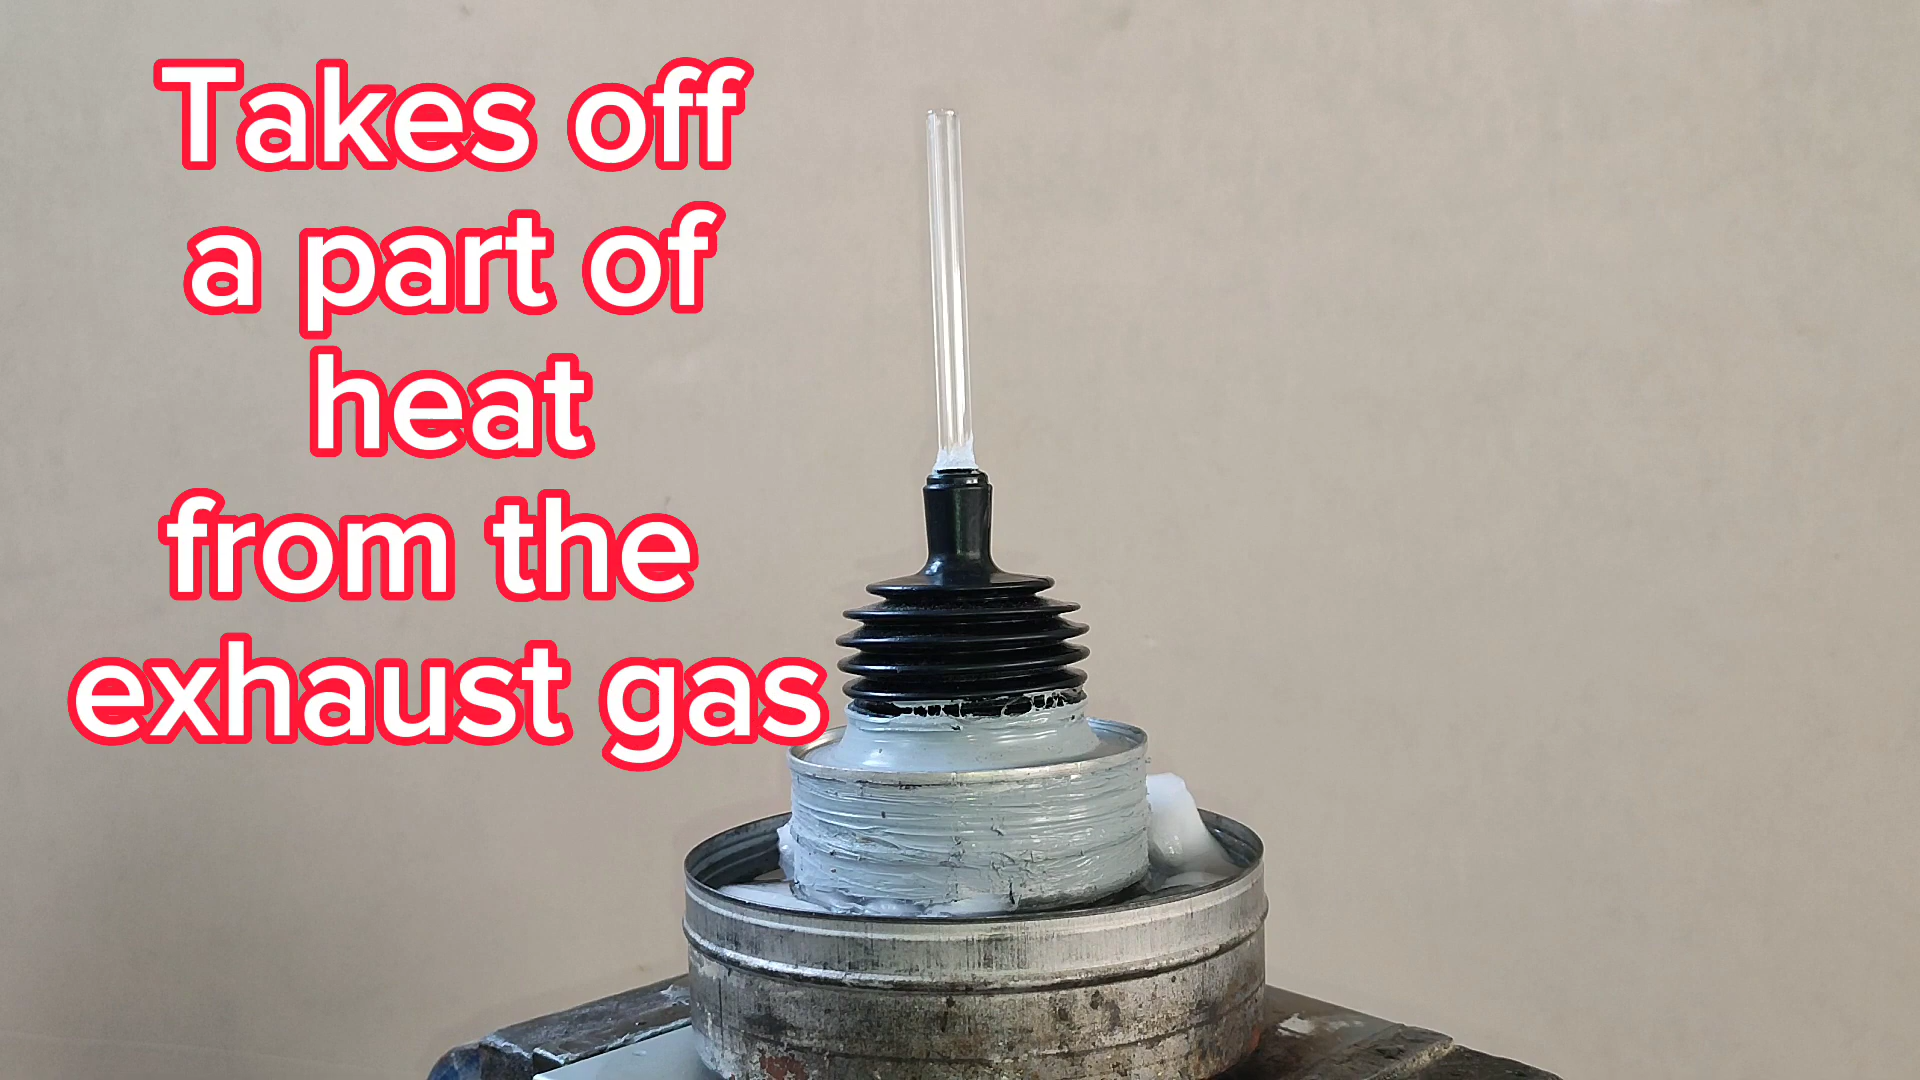 Takes off
a part of
heat
from the
exhaust gas